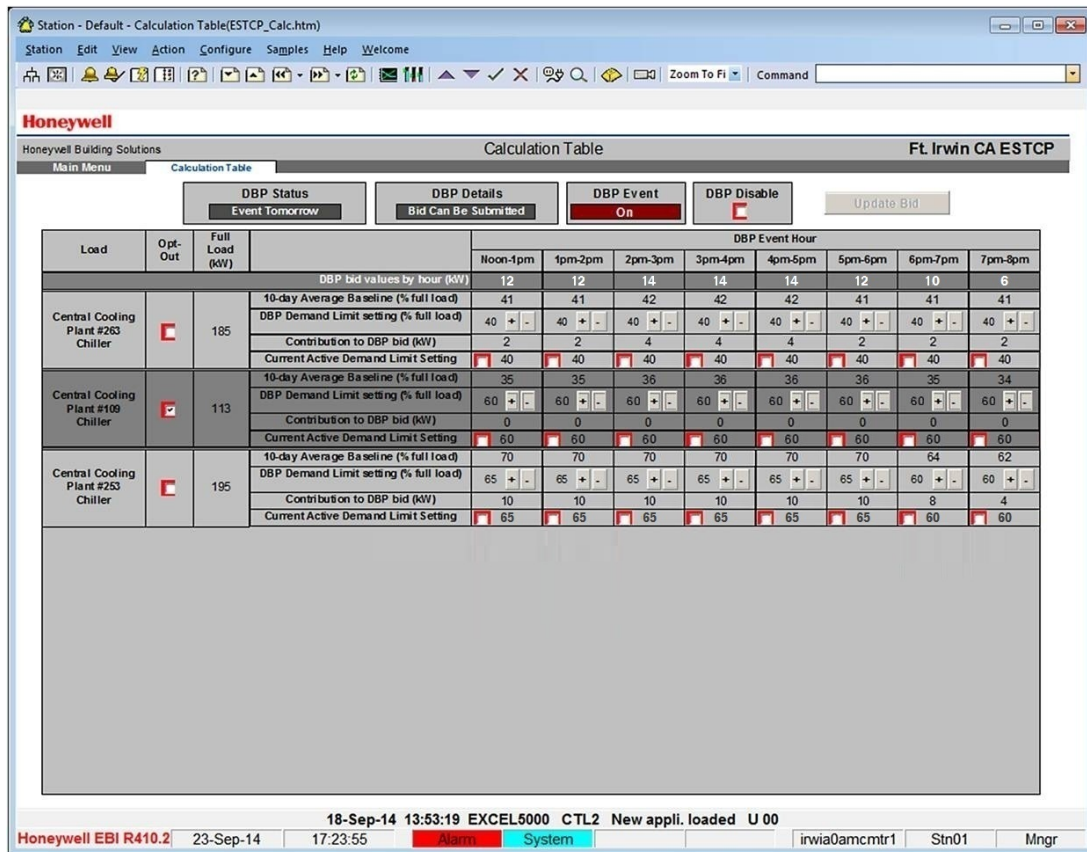 Station - Default - Calculation Table(ESTCP_Calc.htm)
Station Edit View Action Configure Samples Help Welcome
Zoom To Fi Command
Honeywell
Honeywell Building Solutions Calculation Table Ft. Irwin CA ESTCP
Main Menu Calculation Table
DBP Status DBP Details DBP Event DBP Disable Update Bid
Event Tomorrow Bid Can Be Submitted On
Load Opt-Out Full Load (kW) DBP Event Hour
Noon-1pm 1pm-2pm 2pm-3pm 3pm-4pm 4pm-5pm 5pm-6pm 6pm-7pm 7pm-8pm
DBP bid values by hour (kW) 12 12 14 14 14 12 10 6
Central Cooling Plant #263 Chiller 185
10-day Average Baseline (% full load) 41 41 42 42 42 41 41 41
DBP Demand Limit setting (% full load) 40 + - 40 + - 40 + - 40 + - 40 + - 40 + - 40 + - 40 + -
Contribution to DBP bid (kW) 2 2 4 4 4 2 2 2
Current Active Demand Limit Setting 40 40 40 40 40 40 40 40
Central Cooling Plant #109 Chiller 113
10-day Average Baseline (% full load) 35 35 36 36 36 36 35 34
DBP Demand Limit setting (% full load) 60 + - 60 + - 60 + - 60 + - 60 + - 60 + - 60 + - 60 + -
Contribution to DBP bid (kW) 0 0 0 0 0 0 0 0
Current Active Demand Limit Setting 60 60 60 60 60 60 60 60
Central Cooling Plant #253 Chiller 195
10-day Average Baseline (% full load) 70 70 70 70 70 70 64 62
DBP Demand Limit setting (% full load) 65 + - 65 + - 65 + - 65 + - 65 + - 65 + - 60 + - 60 + -
Contribution to DBP bid (kW) 10 10 10 10 10 10 8 4
Current Active Demand Limit Setting 65 65 65 65 65 65 60 60
18-Sep-14 13:53:19 EXCEL5000 CTL2 New appli. loaded U 00
Honeywell EBI R410.2 23-Sep-14 17:23:55 Alarm System irwia0amcmtr1 Stn01 Mngr